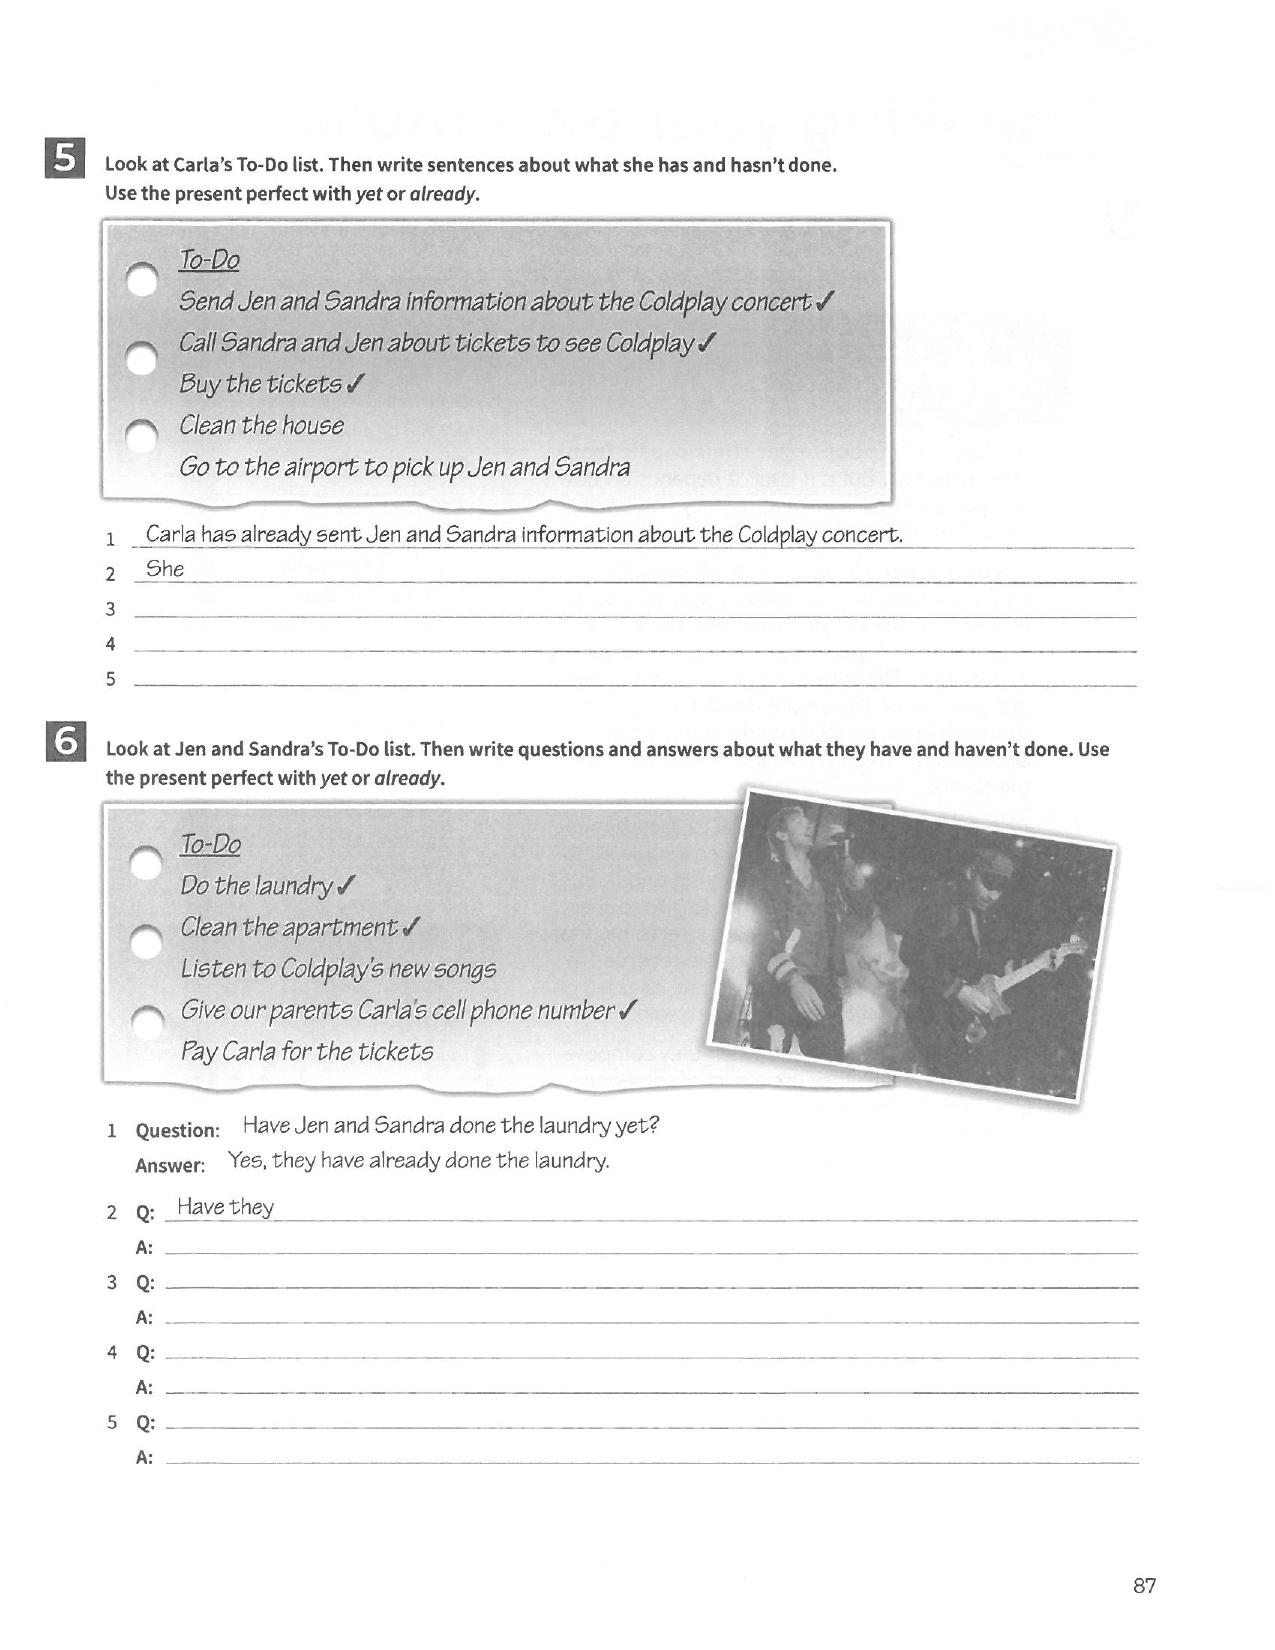 5
Look at Carla's To-Do list. Then write sentences about what she has and hasn't done.
Use the present perfect with yet or already.
To-Do
Send Jen and Sandra information about the Coldplay concert ✓
Call Sandra and Jen about tickets to see Coldplay ✓
Buy the tickets ✓
Clean the house
Go to the airport to pick up Jen and Sandra
1 Carla has already sent Jen and Sandra information about the Coldplay concert.
2 She
3
4
5
6
Look at Jen and Sandra's To-Do list. Then write questions and answers about what they have and haven't done. Use
the present perfect with yet or already.
To-Do
Do the laundry ✓
Clean the apartment ✓
Listen to Coldplay's new songs
Give our parents Carla's cell phone number ✓
Pay Carla for the tickets
1 Question: Have Jen and Sandra done the laundry yet?
Answer: Yes, they have already done the laundry.
2 Q: Have they
A:
3 Q:
A:
4 Q:
A:
5 Q:
A:
87